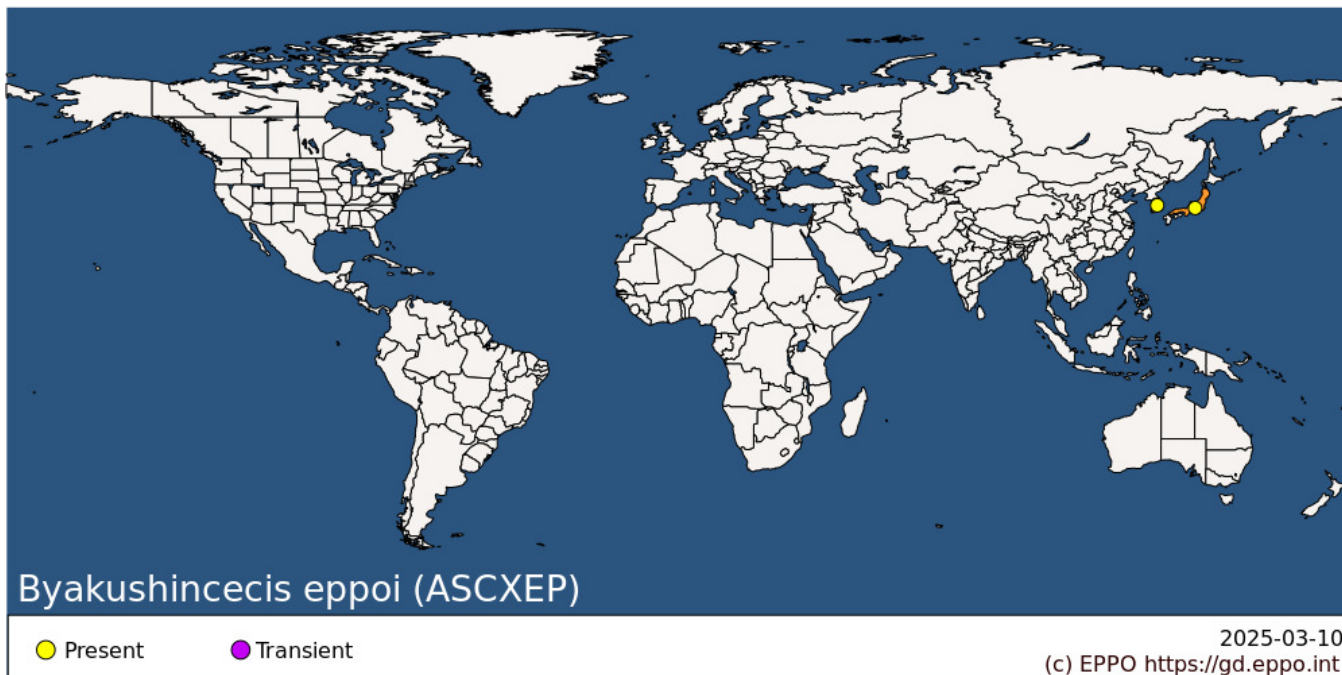 Byakushincecis eppoi (ASCXEP)
Present
Transient
2025-03-10
(c) EPPO https://gd.eppo.int